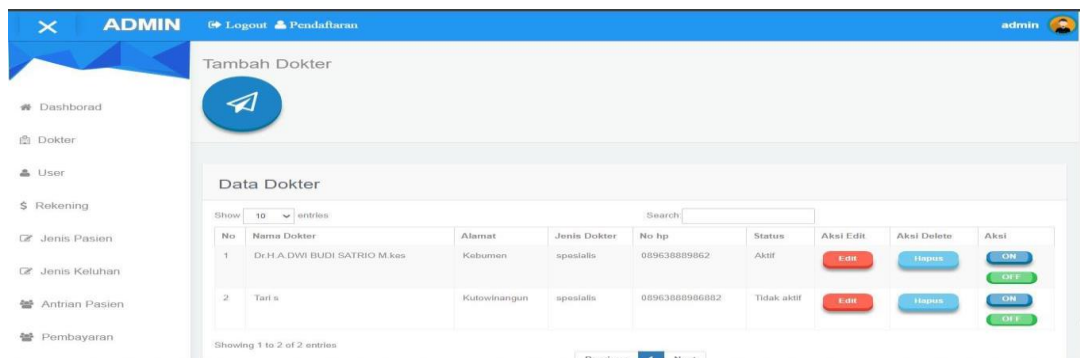 ADMIN Logout Pendaftaran admin
Tambah Dokter
Dashborad
Dokter
User
Rekening
Jenis Pasien
Jenis Keluhan
Antrian Pasien
Pembayaran
Data Dokter
Show 10 entries Search
No Nama Dokter Alamat Jenis Dokter No hp Status Aksi Edit Aksi Delete Aksi
1 Dr.H.A.DWI BUDI SATRIO M.kes Kebumen spesialis 089638889862 Aktif Edit Hapus ON
OFF
2 Tari s Kutowinangun spesialis 08963888986882 Tidak aktif Edit Hapus ON
OFF
Showing 1 to 2 of 2 entries
Previous 1 Next